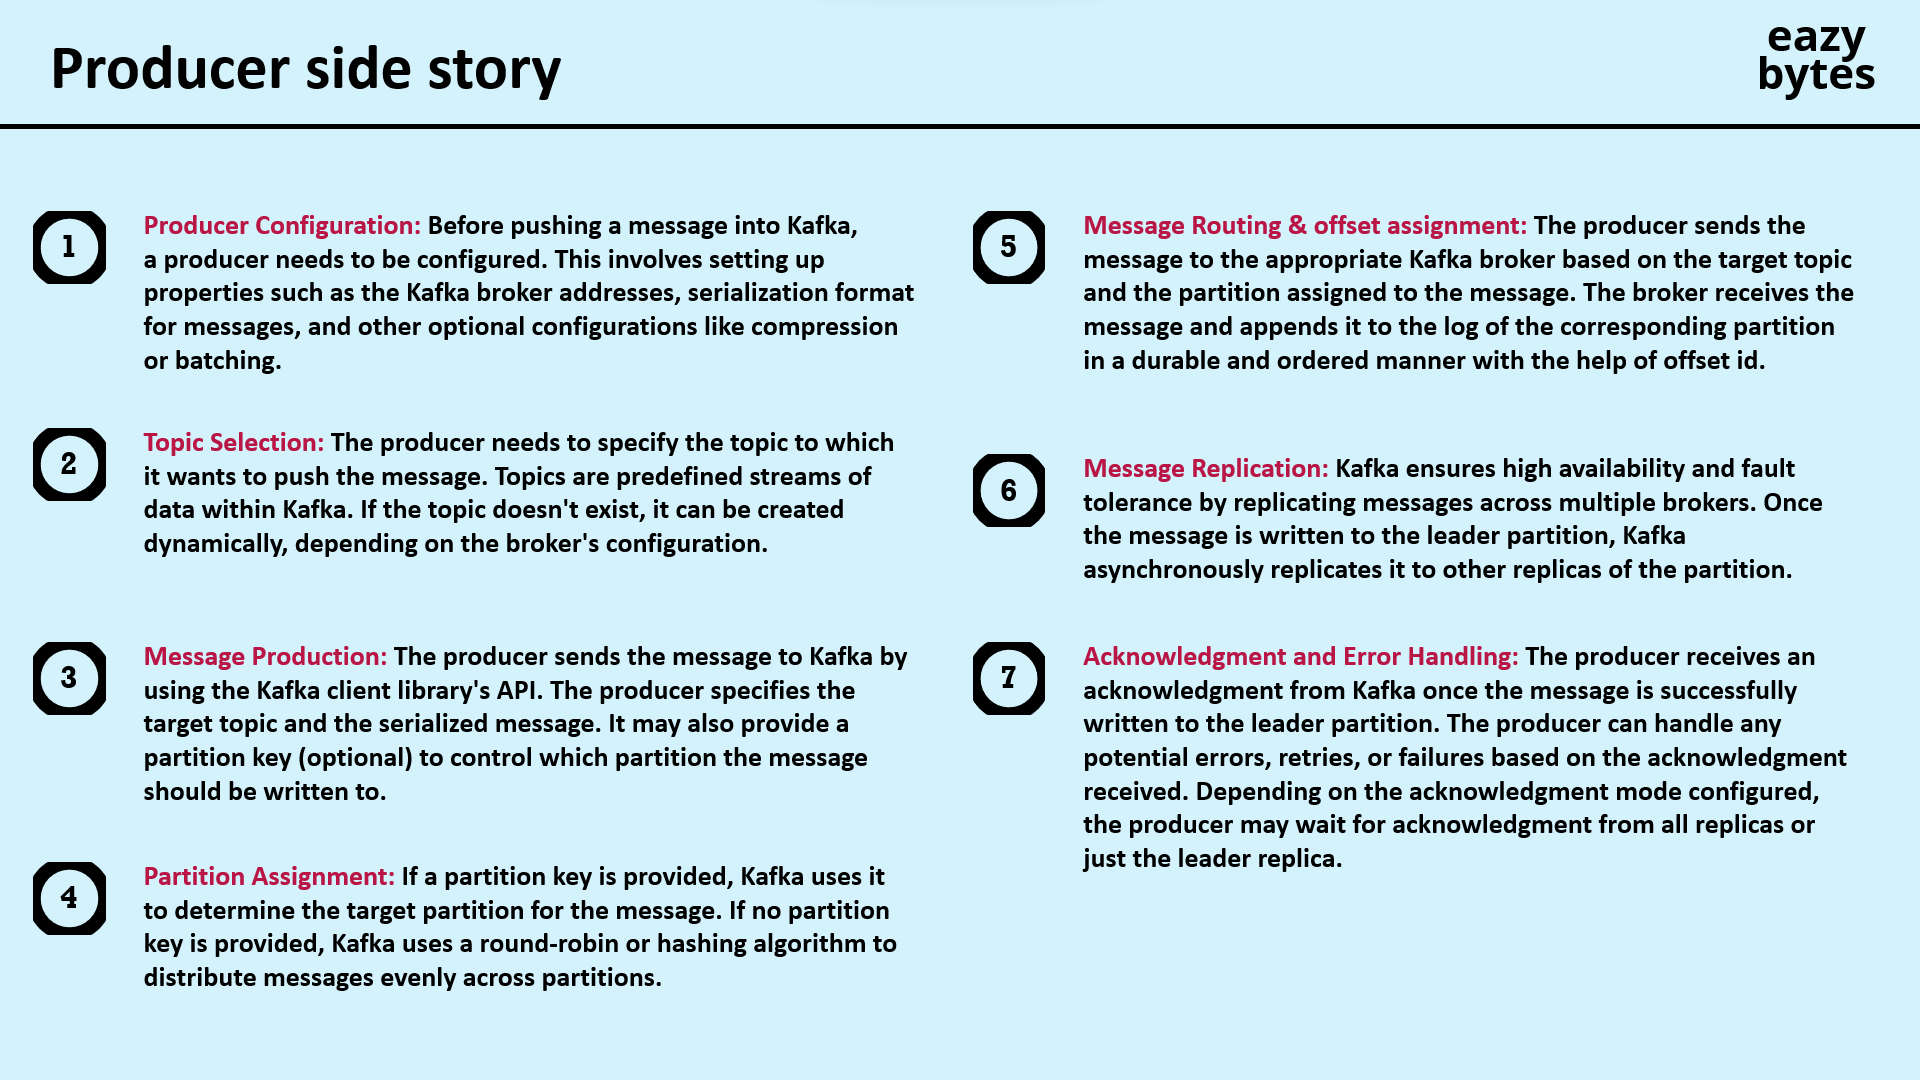 Producer side story
eazy
bytes
1
Producer Configuration: Before pushing a message into Kafka,
a producer needs to be configured. This involves setting up
properties such as the Kafka broker addresses, serialization format
for messages, and other optional configurations like compression
or batching.
2
Topic Selection: The producer needs to specify the topic to which
it wants to push the message. Topics are predefined streams of
data within Kafka. If the topic doesn't exist, it can be created
dynamically, depending on the broker's configuration.
3
Message Production: The producer sends the message to Kafka by
using the Kafka client library's API. The producer specifies the
target topic and the serialized message. It may also provide a
partition key (optional) to control which partition the message
should be written to.
4
Partition Assignment: If a partition key is provided, Kafka uses it
to determine the target partition for the message. If no partition
key is provided, Kafka uses a round-robin or hashing algorithm to
distribute messages evenly across partitions.
5
Message Routing & offset assignment: The producer sends the
message to the appropriate Kafka broker based on the target topic
and the partition assigned to the message. The broker receives the
message and appends it to the log of the corresponding partition
in a durable and ordered manner with the help of offset id.
6
Message Replication: Kafka ensures high availability and fault
tolerance by replicating messages across multiple brokers. Once
the message is written to the leader partition, Kafka
asynchronously replicates it to other replicas of the partition.
7
Acknowledgment and Error Handling: The producer receives an
acknowledgment from Kafka once the message is successfully
written to the leader partition. The producer can handle any
potential errors, retries, or failures based on the acknowledgment
received. Depending on the acknowledgment mode configured,
the producer may wait for acknowledgment from all replicas or
just the leader replica.